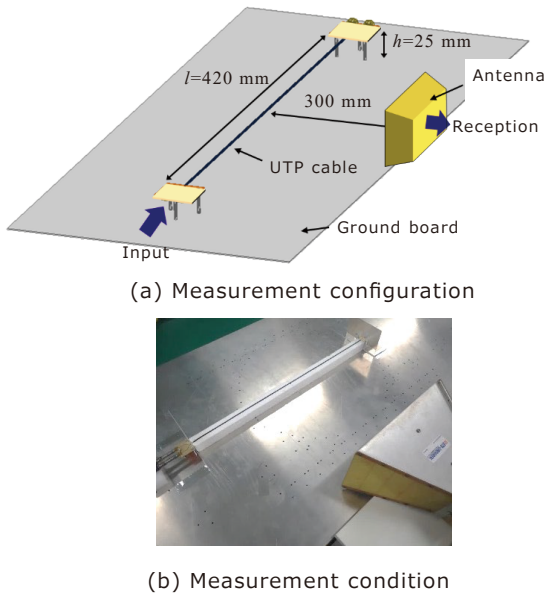 h=25 mm
l=420 mm
Antenna
300 mm
Reception
UTP cable
Ground board
Input
(a) Measurement configuration
(b) Measurement condition